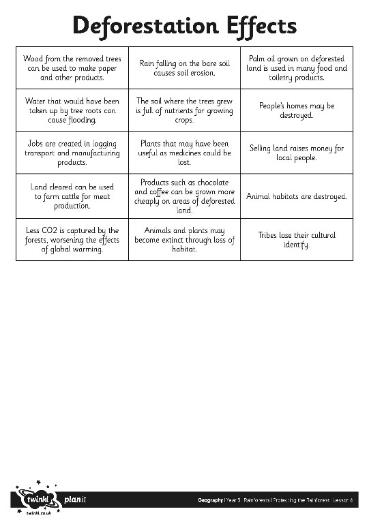 Deforestation Effects
Wood from the removed trees
can be used to make paper
and other products.
Rain falling on the bare soil
causes soil erosion.
Palm oil grown on deforested
land is used in many food and
toiletry products.
Water that would have been
taken up by tree roots can
cause flooding.
The soil where the trees grew
is full of nutrients for growing
crops.
People's homes may be
destroyed.
Jobs are created in logging
transport and manufacturing
products.
Plants that may have been
useful as medicines could be
lost.
Selling land raises money for
local people.
Land cleared can be used
to farm cattle for meat
production.
Products such as chocolate
and coffee can be grown more
cheaply on areas of deforested
land.
Animal habitats are destroyed.
Less CO2 is captured by the
forests, worsening the effects
of global warming.
Animals and plants may
become extinct through loss of
habitat.
Tribes lose their cultural
identify.
twinkl planit
twinkl.co.uk
Geography | Year 5 | Rainforests | Protecting the Rainforest | Lesson 6